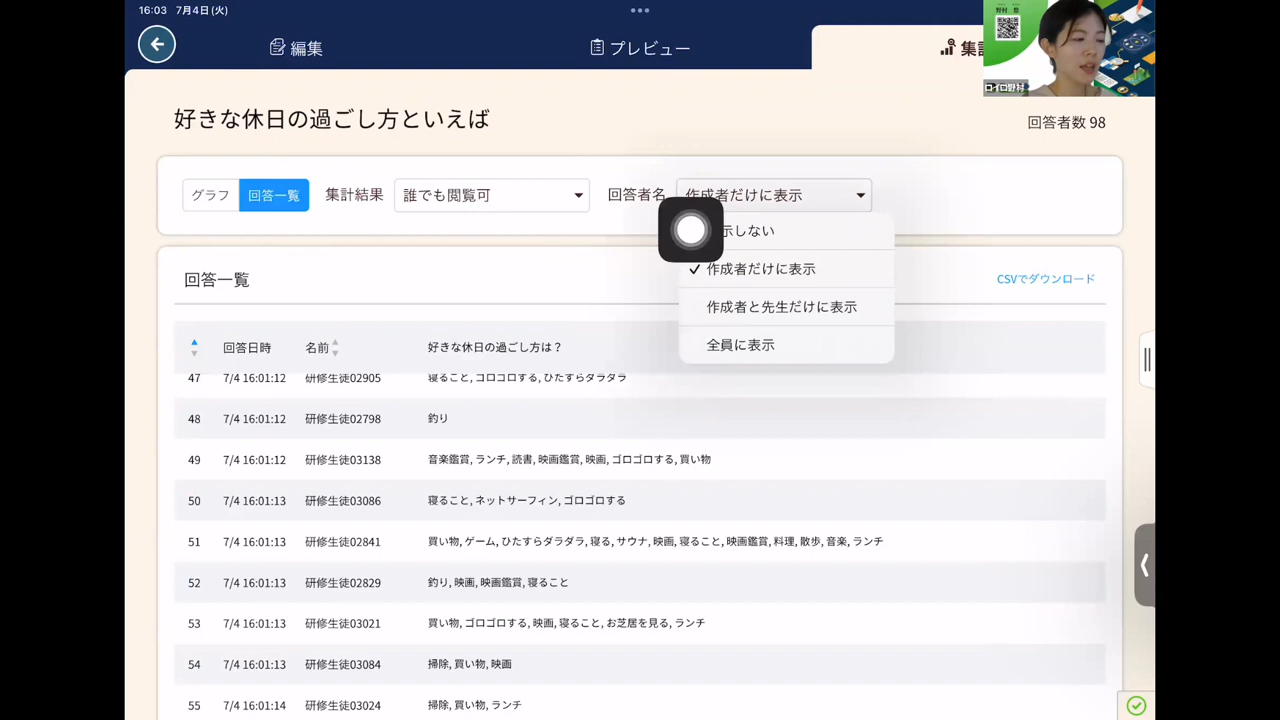 16:03 7月4日(火)
編集
プレビュー
集計
野村 悠
ロイロ野村
好きな休日の過ごし方といえば
回答者数 98
グラフ 回答一覧 集計結果 誰でも閲覧可 回答者名 作成者だけに表示
示しない
✓ 作成者だけに表示
作成者と先生だけに表示
全員に表示
回答一覧
CSVでダウンロード
回答日時 名前 好きな休日の過ごし方は？
47 7/4 16:01:12 研修生徒02905 寝ること, コロコロする, ひたすらダラダラ
48 7/4 16:01:12 研修生徒02798 釣り
49 7/4 16:01:12 研修生徒03138 音楽鑑賞, ランチ, 読書, 映画鑑賞, 映画, ゴロゴロする, 買い物
50 7/4 16:01:13 研修生徒03086 寝ること, ネットサーフィン, ゴロゴロする
51 7/4 16:01:13 研修生徒02841 買い物, ゲーム, ひたすらダラダラ, 寝る, サウナ, 映画, 寝ること, 映画鑑賞, 料理, 散歩, 音楽, ランチ
52 7/4 16:01:13 研修生徒02829 釣り, 映画, 映画鑑賞, 寝ること
53 7/4 16:01:13 研修生徒03021 買い物, ゴロゴロする, 映画, 寝ること, お芝居を見る, ランチ
54 7/4 16:01:13 研修生徒03084 掃除, 買い物, 映画
55 7/4 16:01:14 研修生徒03024 掃除, 買い物, ランチ